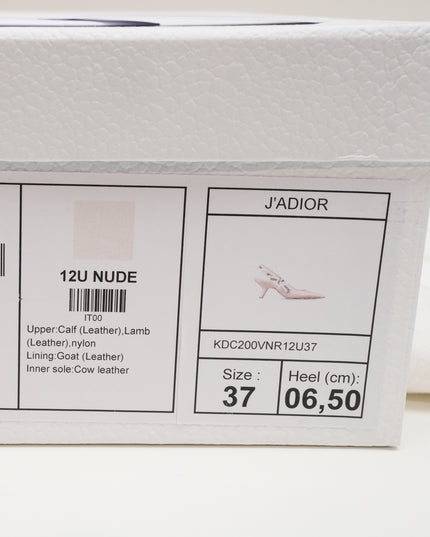 12U NUDE
IT00
Upper:Calf (Leather),Lamb
(Leather),nylon
Lining:Goat (Leather)
Inner sole:Cow leather
J'ADIOR
KDC200VNR12U37
Size :
37
Heel (cm):
06,50